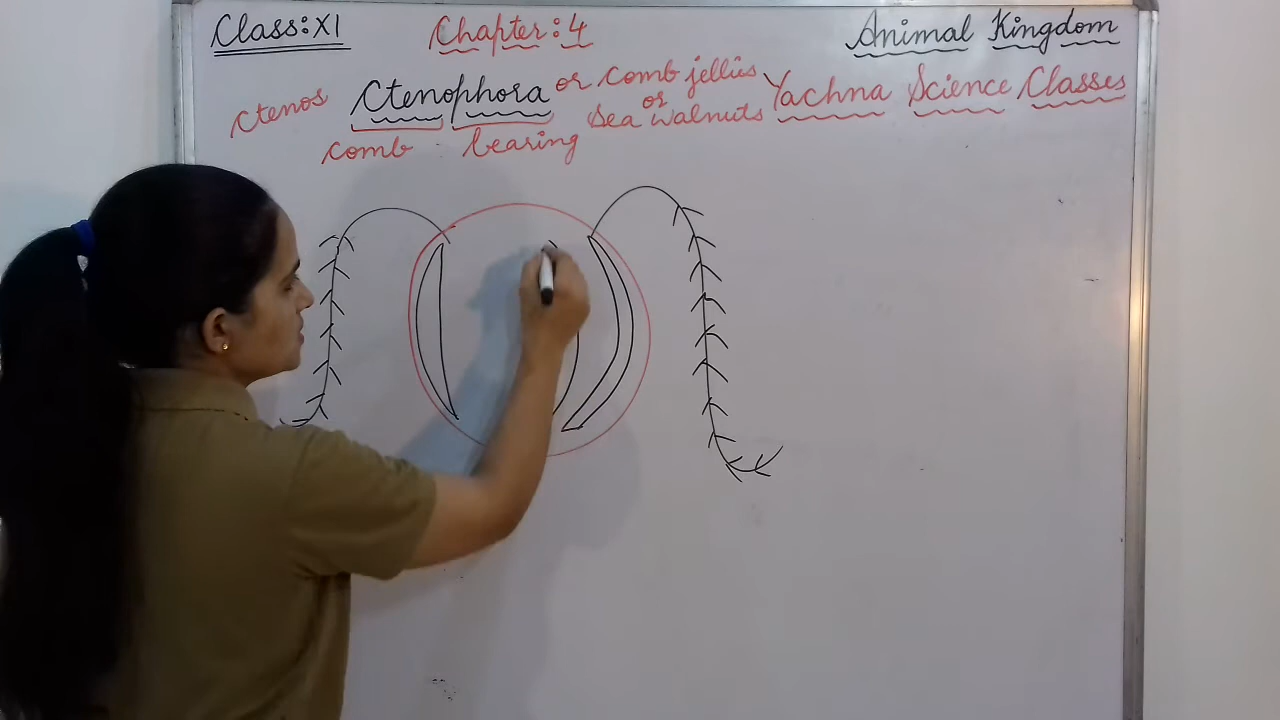 Class:XI Chapter:4 Animal Kingdom
ctenos Ctenophora or comb jellies Yachna Science Classes
or
Sea walnuts
comb bearing